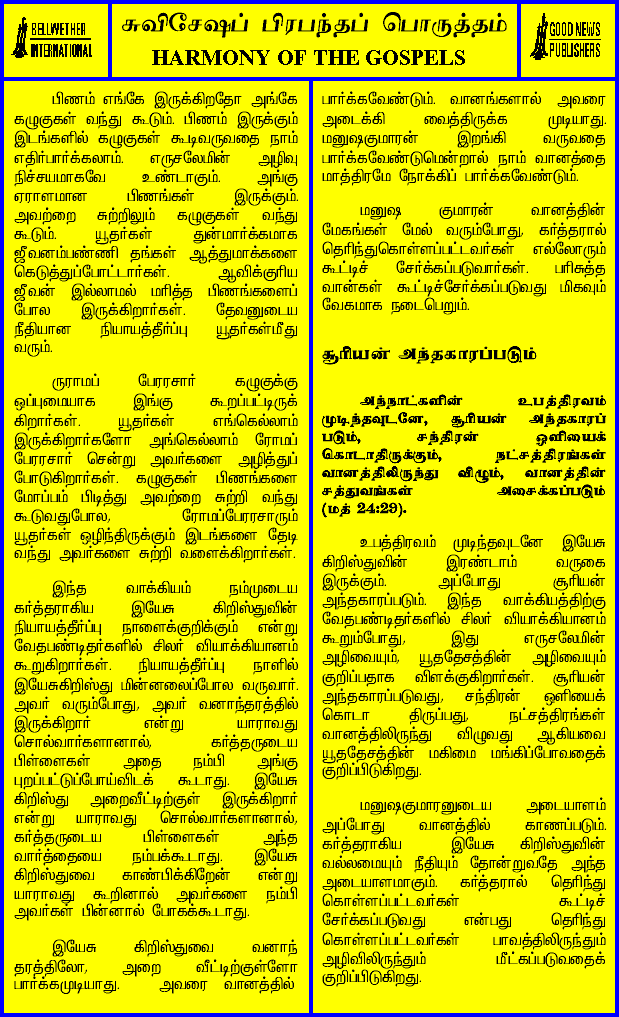 BELLWETHER
INTERNATIONAL
சுவிசேஷப் பிரபந்தப் பொருத்தம்
HARMONY OF THE GOSPELS
GOOD NEWS
PUBLISHERS
பிணம் எங்கே இருக்கிறதோ அங்கே
கழுகுகள் வந்து கூடும். பிணம் இருக்கும்
இடங்களில் கழுகுகள் கூடிவருவதை நாம்
எதிர்பார்க்கலாம். எருசலேமின் அழிவு
நிச்சயமாகவே உண்டாகும். அங்கு
ஏராளமான பிணங்கள் இருக்கும்.
அவற்றை சுற்றிலும் கழுகுகள் வந்து
கூடும். யூதர்கள் துன்மார்க்கமாக
ஜீவனம்பண்ணி தங்கள் ஆத்துமாக்களை
கெடுத்துப்போட்டார்கள். ஆவிக்குரிய
ஜீவன் இல்லாமல் மரித்த பிணங்களைப்
போல இருக்கிறார்கள். தேவனுடைய
நீதியான நியாயத்தீர்ப்பு யூதர்கள்மீது
வரும்.
ருராமப் பேரரசார் கழுகுக்கு
ஒப்புமையாக இங்கு கூறப்பட்டிருக்
கிறார்கள். யூதர்கள் எங்கெல்லாம்
இருக்கிறார்களோ அங்கெல்லாம் ரோமப்
பேரரசார் சென்று அவர்களை அழித்துப்
போடுகிறார்கள். கழுகுகள் பிணங்களை
மோப்பம் பிடித்து அவற்றை சுற்றி வந்து
கூடுவதுபோல, ரோமப்பேரரசாரும்
யூதர்கள் ஒழிந்திருக்கும் இடங்களை தேடி
வந்து அவர்களை சுற்றி வளைக்கிறார்கள்.
இந்த வாக்கியம் நம்முடைய
கர்த்தராகிய இயேசு கிறிஸ்துவின்
நியாயத்தீர்ப்பு நாளைக்குறிக்கும் என்று
வேதபண்டிதர்களில் சிலர் வியாக்கியானம்
கூறுகிறார்கள். நியாயத்தீர்ப்பு நாளில்
இயேசுகிறிஸ்து மின்னலைப்போல வருவார்.
அவர் வரும்போது, அவர் வனாந்தரத்தில்
இருக்கிறார் என்று யாராவது
சொல்வார்களானால், கர்த்தருடைய
பிள்ளைகள் அதை நம்பி அங்கு
புறப்பட்டுப்போய்விடக் கூடாது. இயேசு
கிறிஸ்து அறைவீட்டிற்குள் இருக்கிறார்
என்று யாராவது சொல்வார்களானால்,
கர்த்தருடைய பிள்ளைகள் அந்த
வார்த்தையை நம்பக்கூடாது. இயேசு
கிறிஸ்துவை காண்பிக்கிறேன் என்று
யாராவது கூறினால் அவர்களை நம்பி
அவர்கள் பின்னால் போகக்கூடாது.
இயேசு கிறிஸ்துவை வனாந்
தரத்திலோ, அறை வீட்டிற்குள்ளோ
பார்க்கமுடியாது. அவரை வானத்தில்
பார்க்கவேண்டும். வானங்களால் அவரை
அடைக்கி வைத்திருக்க முடியாது.
மனுஷகுமாரன் இறங்கி வருவதை
பார்க்கவேண்டுமென்றால் நாம் வானத்தை
மாத்திரமே நோக்கிப் பார்க்கவேண்டும்.
மனுஷ குமாரன் வானத்தின்
மேகங்கள் மேல் வரும்போது, கர்த்தரால்
தெரிந்துகொள்ளப்பட்டவர்கள் எல்லோரும்
கூட்டிச் சேர்க்கப்படுவார்கள். பரிசுத்த
வான்கள் கூட்டிச்சேர்க்கப்படுவது மிகவும்
வேகமாக நடைபெறும்.
சூரியன் அந்தகாரப்படும்
அந்நாட்களின் உபத்திரவம்
முடிந்தவுடனே, சூரியன் அந்தகாரப்
படும், சந்திரன் ஒளியைக்
கொடாதிருக்கும், நட்சத்திரங்கள்
வானத்திலிருந்து விழும், வானத்தின்
சத்துவங்கள் அசைக்கப்படும்
(மத் 24:29).
உபத்திரவம் முடிந்தவுடனே இயேசு
கிறிஸ்துவின் இரண்டாம் வருகை
இருக்கும். அப்போது சூரியன்
அந்தகாரப்படும். இந்த வாக்கியத்திற்கு
வேதபண்டிதர்களில் சிலர் வியாக்கியானம்
கூறும்போது, இது எருசலேமின்
அழிவையும், யூததேசத்தின் அழிவையும்
குறிப்பதாக விளக்குகிறார்கள். சூரியன்
அந்தகாரப்படுவது, சந்திரன் ஒளியைக்
கொடா திருப்பது, நட்சத்திரங்கள்
வானத்திலிருந்து விழுவது ஆகியவை
யூததேசத்தின் மகிமை மங்கிப்போவதைக்
குறிப்பிடுகிறது.
மனுஷகுமாரனுடைய அடையாளம்
அப்போது வானத்தில் காணப்படும்.
கர்த்தராகிய இயேசு கிறிஸ்துவின்
வல்லமையும் நீதியும் தோன்றுவதே அந்த
அடையாளமாகும். கர்த்தரால் தெரிந்து
கொள்ளப்பட்டவர்கள் கூட்டிச்
சேர்க்கப்படுவது என்பது தெரிந்து
கொள்ளப்பட்டவர்கள் பாவத்திலிருந்தும்
அழிவிலிருந்தும் மீட்கப்படுவதைக்
குறிப்பிடுகிறது.